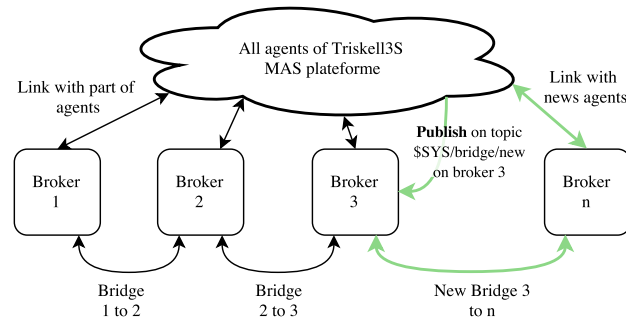 All agents of Triskell3S
MAS plateforme
Link with part of
agents
Link with
news agents
Publish on topic
$SYS/bridge/new
on broker 3
Broker
1
Broker
2
Broker
3
Broker
n
Bridge
1 to 2
Bridge
2 to 3
New Bridge 3
to n